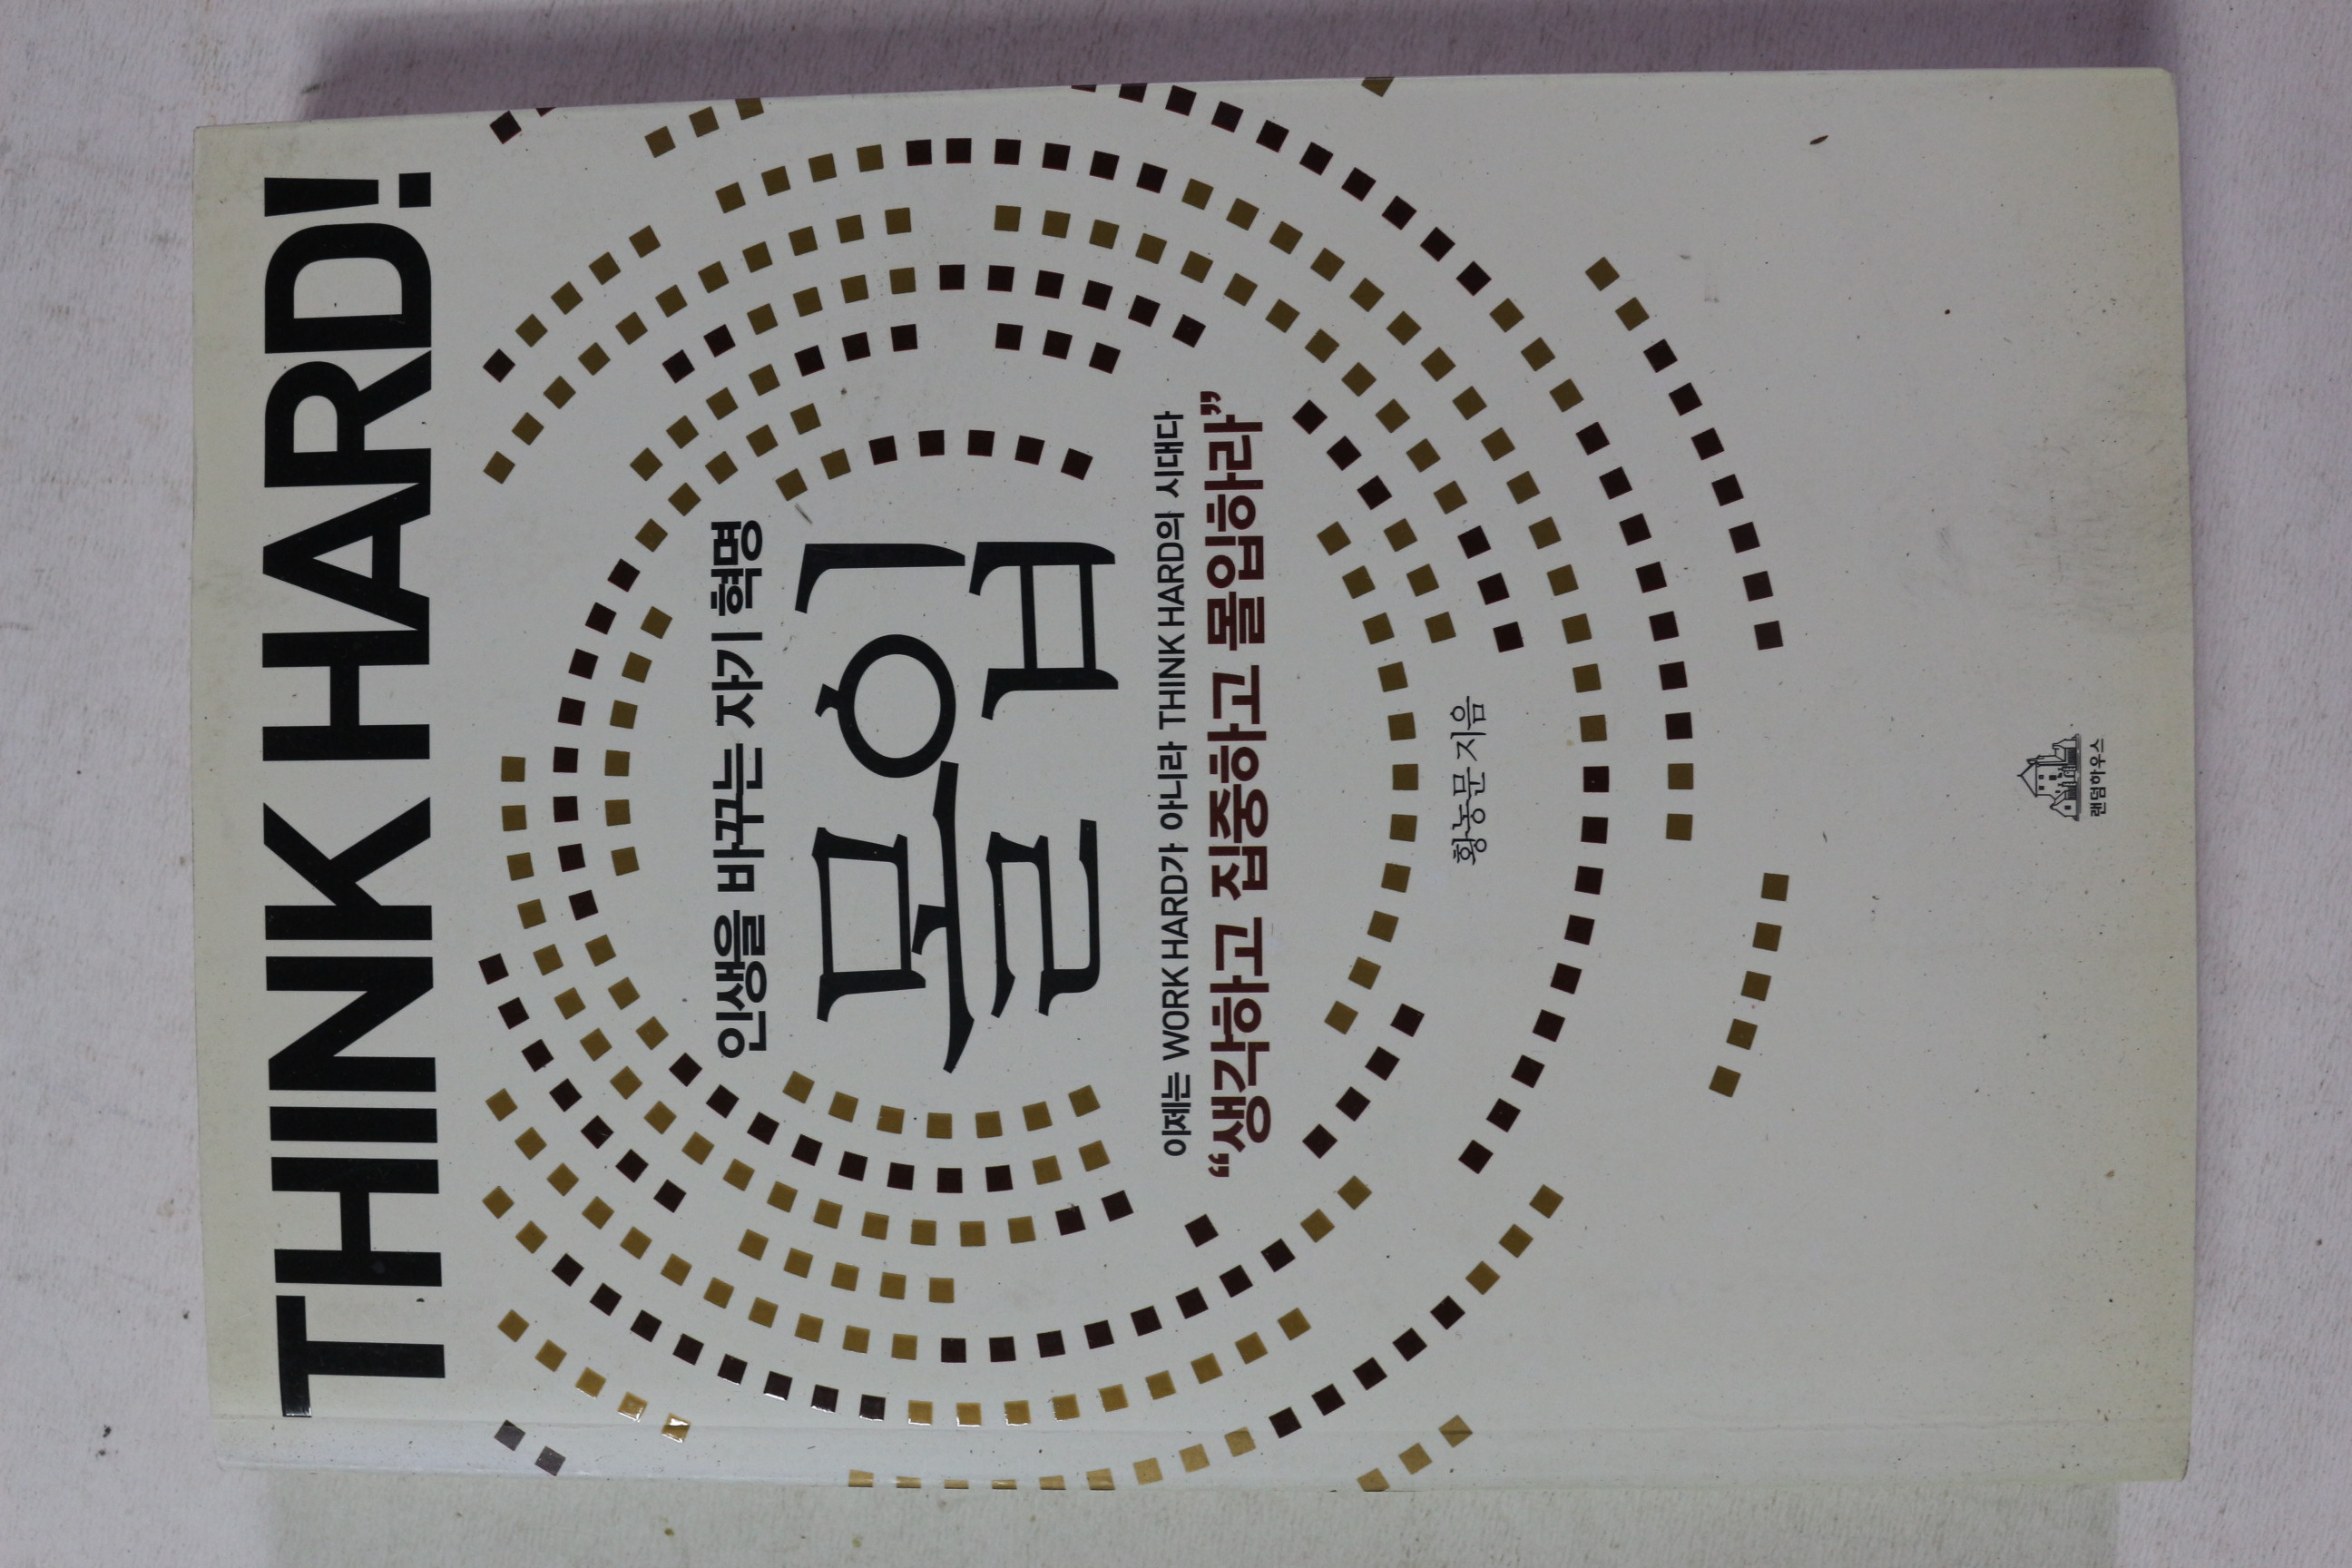 THINK HARD!
인생을 바꾸는 자기 혁명
몰입
이제는 WORK HARD가 아니라 THINK HARD의 시대다
“생각하고 집중하고 몰입하라”
황농문 지음
랜덤하우스